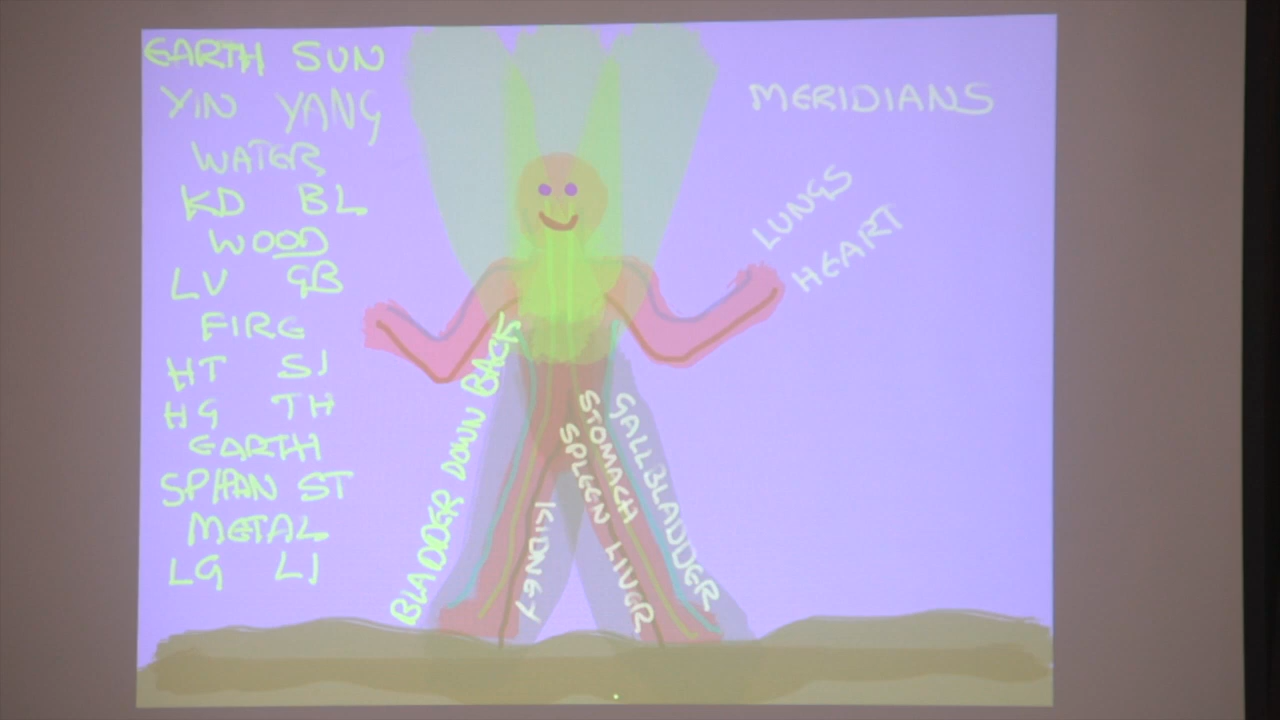 EARTH SUN
YIN YANG
WATER
KD BL
WOOD
LV GB
FIRE
HT SI
HG TH
EARTH
SP/PAN ST
METAL
LG LI
MERIDIANS
LUNGS
HEART
BLADDER DOWN BACK
KIDNEY
SPLEEN LIVER
STOMACH
GALLBLADDER